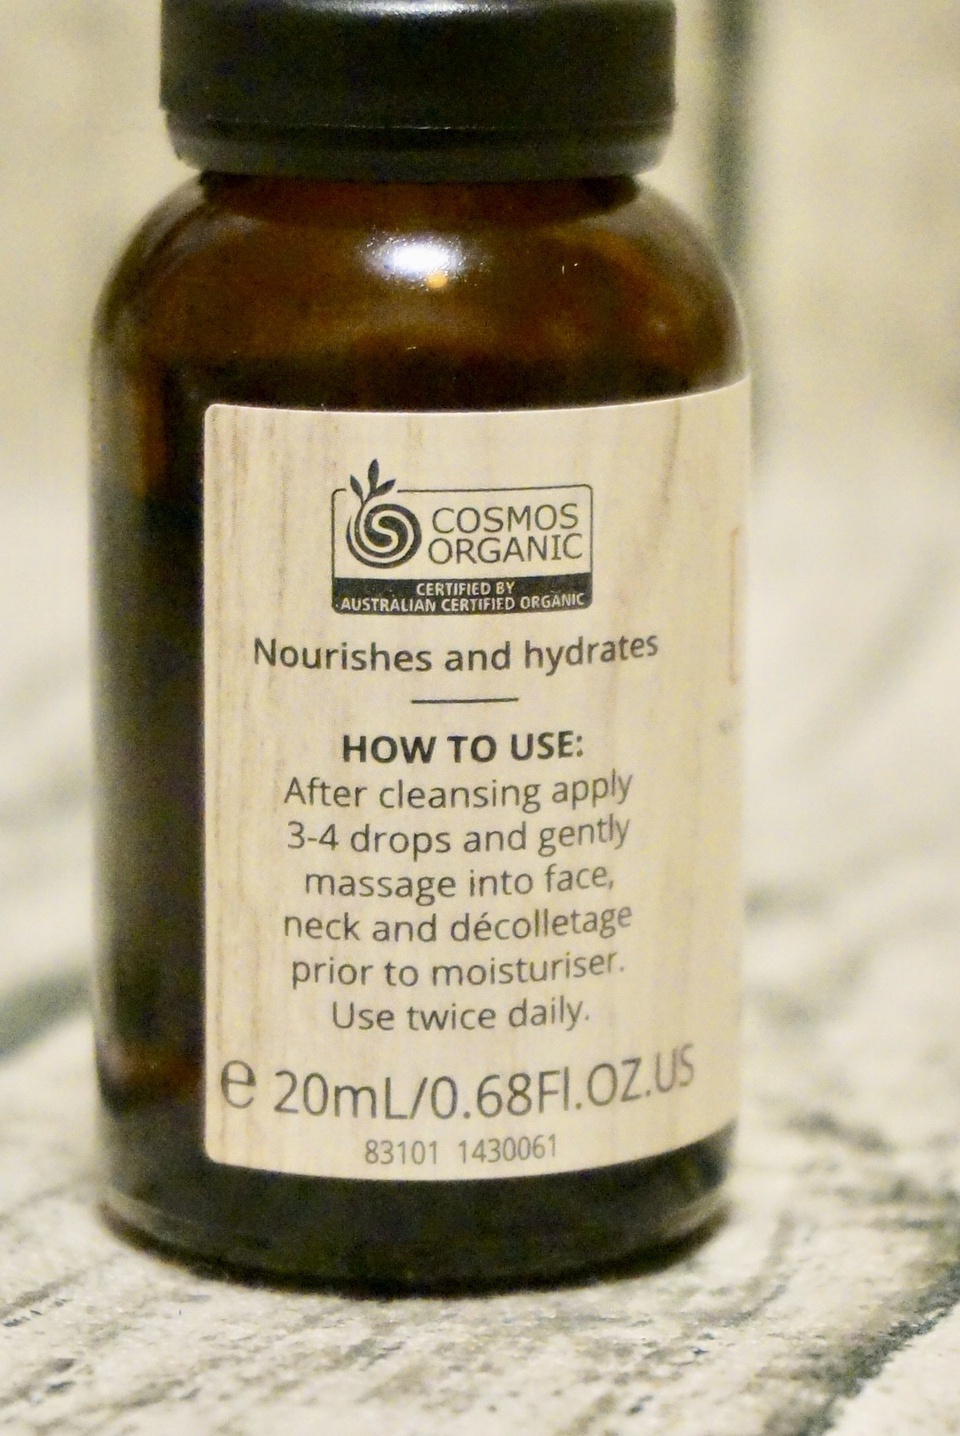 COSMOS
ORGANIC
CERTIFIED BY
AUSTRALIAN CERTIFIED ORGANIC
Nourishes and hydrates
HOW TO USE:
After cleansing apply
3-4 drops and gently
massage into face,
neck and décolletage
prior to moisturiser.
Use twice daily.
e 20mL/0.68Fl.OZ.US
83101 1430061